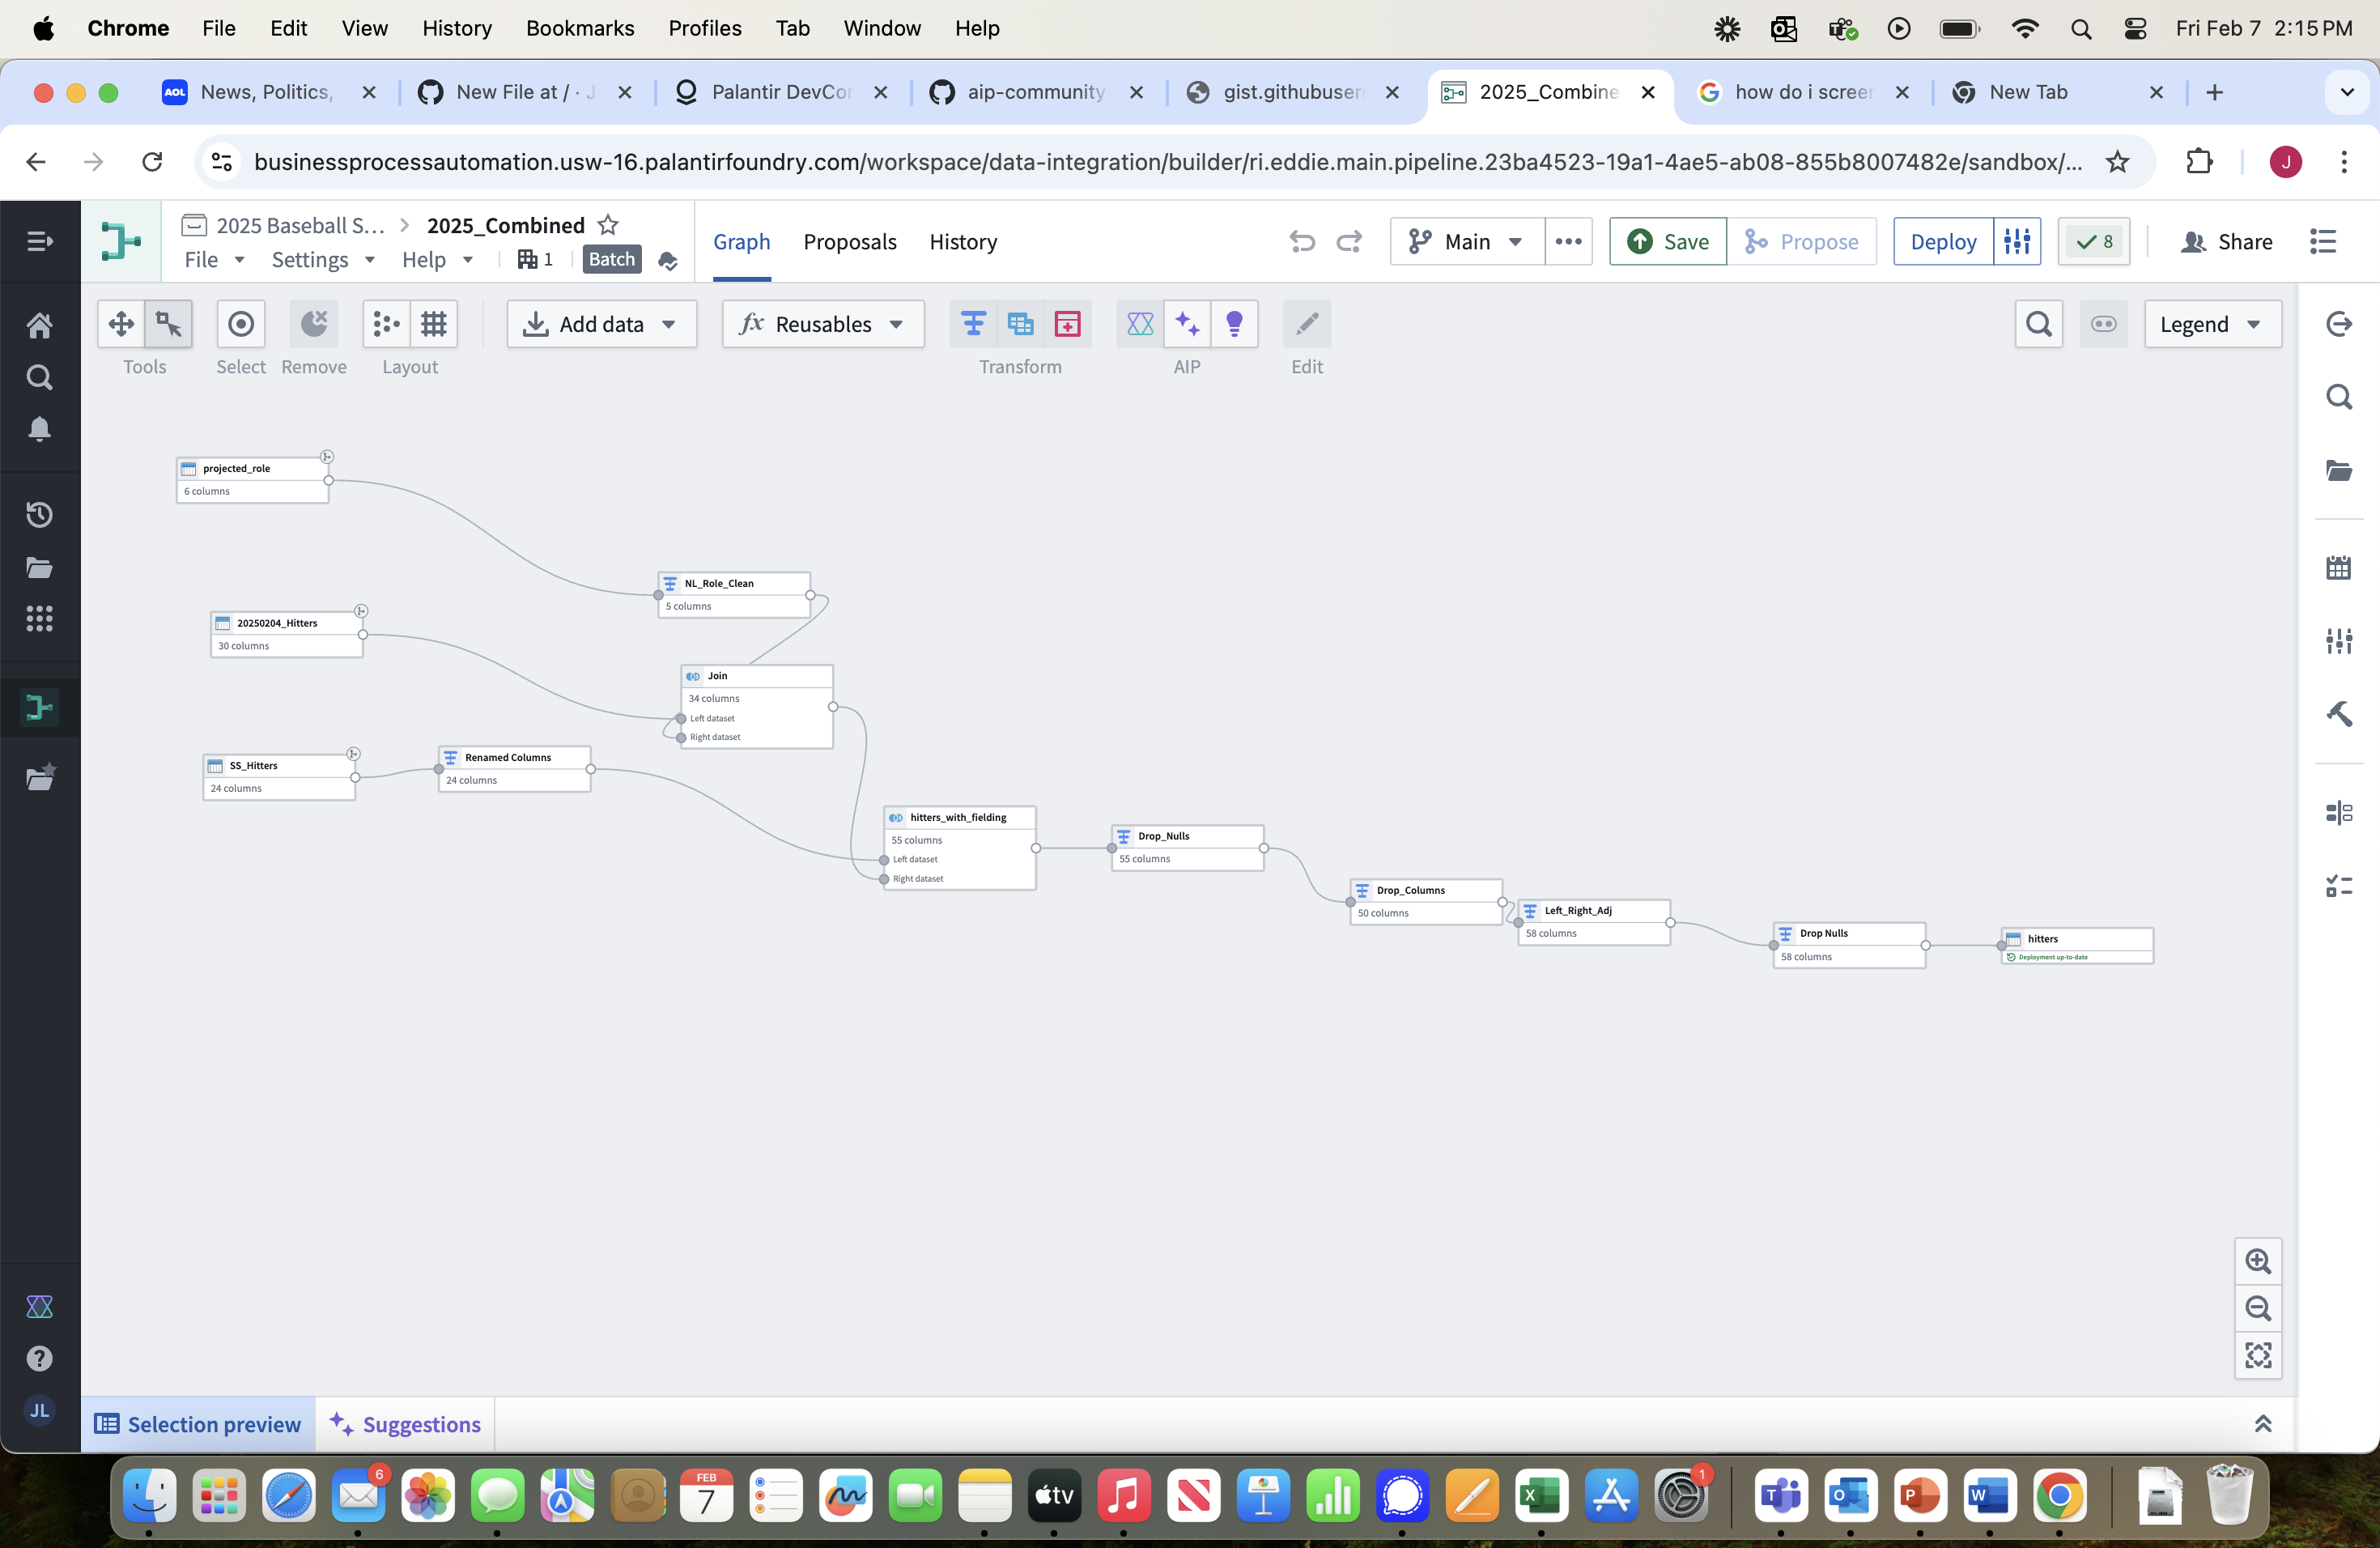 Chrome File Edit View History Bookmarks Profiles Tab Window Help Fri Feb 7 2:15 PM
AOL News, Politics, New File at / · J Palantir DevCon aip-community gist.githubuser 2025_Combine how do i screen New Tab
businessprocessautomation.usw-16.palantirfoundry.com/workspace/data-integration/builder/ri.eddie.main.pipeline.23ba4523-19a1-4ae5-ab08-855b8007482e/sandbox/... J
2025 Baseball S... > 2025_Combined
File Settings Help 1 Batch
Graph Proposals History Main Save Propose Deploy 8 Share
Add data fx Reusables Legend
Tools Select Remove Layout Transform AIP Edit
projected_role
6 columns
NL_Role_Clean
5 columns
20250204_Hitters
30 columns
Join
34 columns
Left dataset
Right dataset
SS_Hitters
24 columns
Renamed Columns
24 columns
hitters_with_fielding
55 columns
Left dataset
Right dataset
Drop_Nulls
55 columns
Drop_Columns
50 columns
Left_Right_Adj
58 columns
Drop Nulls
58 columns
hitters
Deployment up-to-date
JL
Selection preview Suggestions
6 FEB 7 tv X 1 T O P W